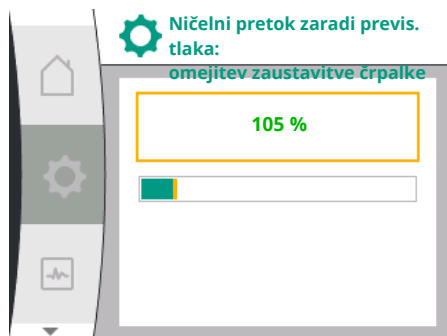 Ničelni pretok zaradi previs.
tlaka:
omejitev zaustavitve črpalke
105 %